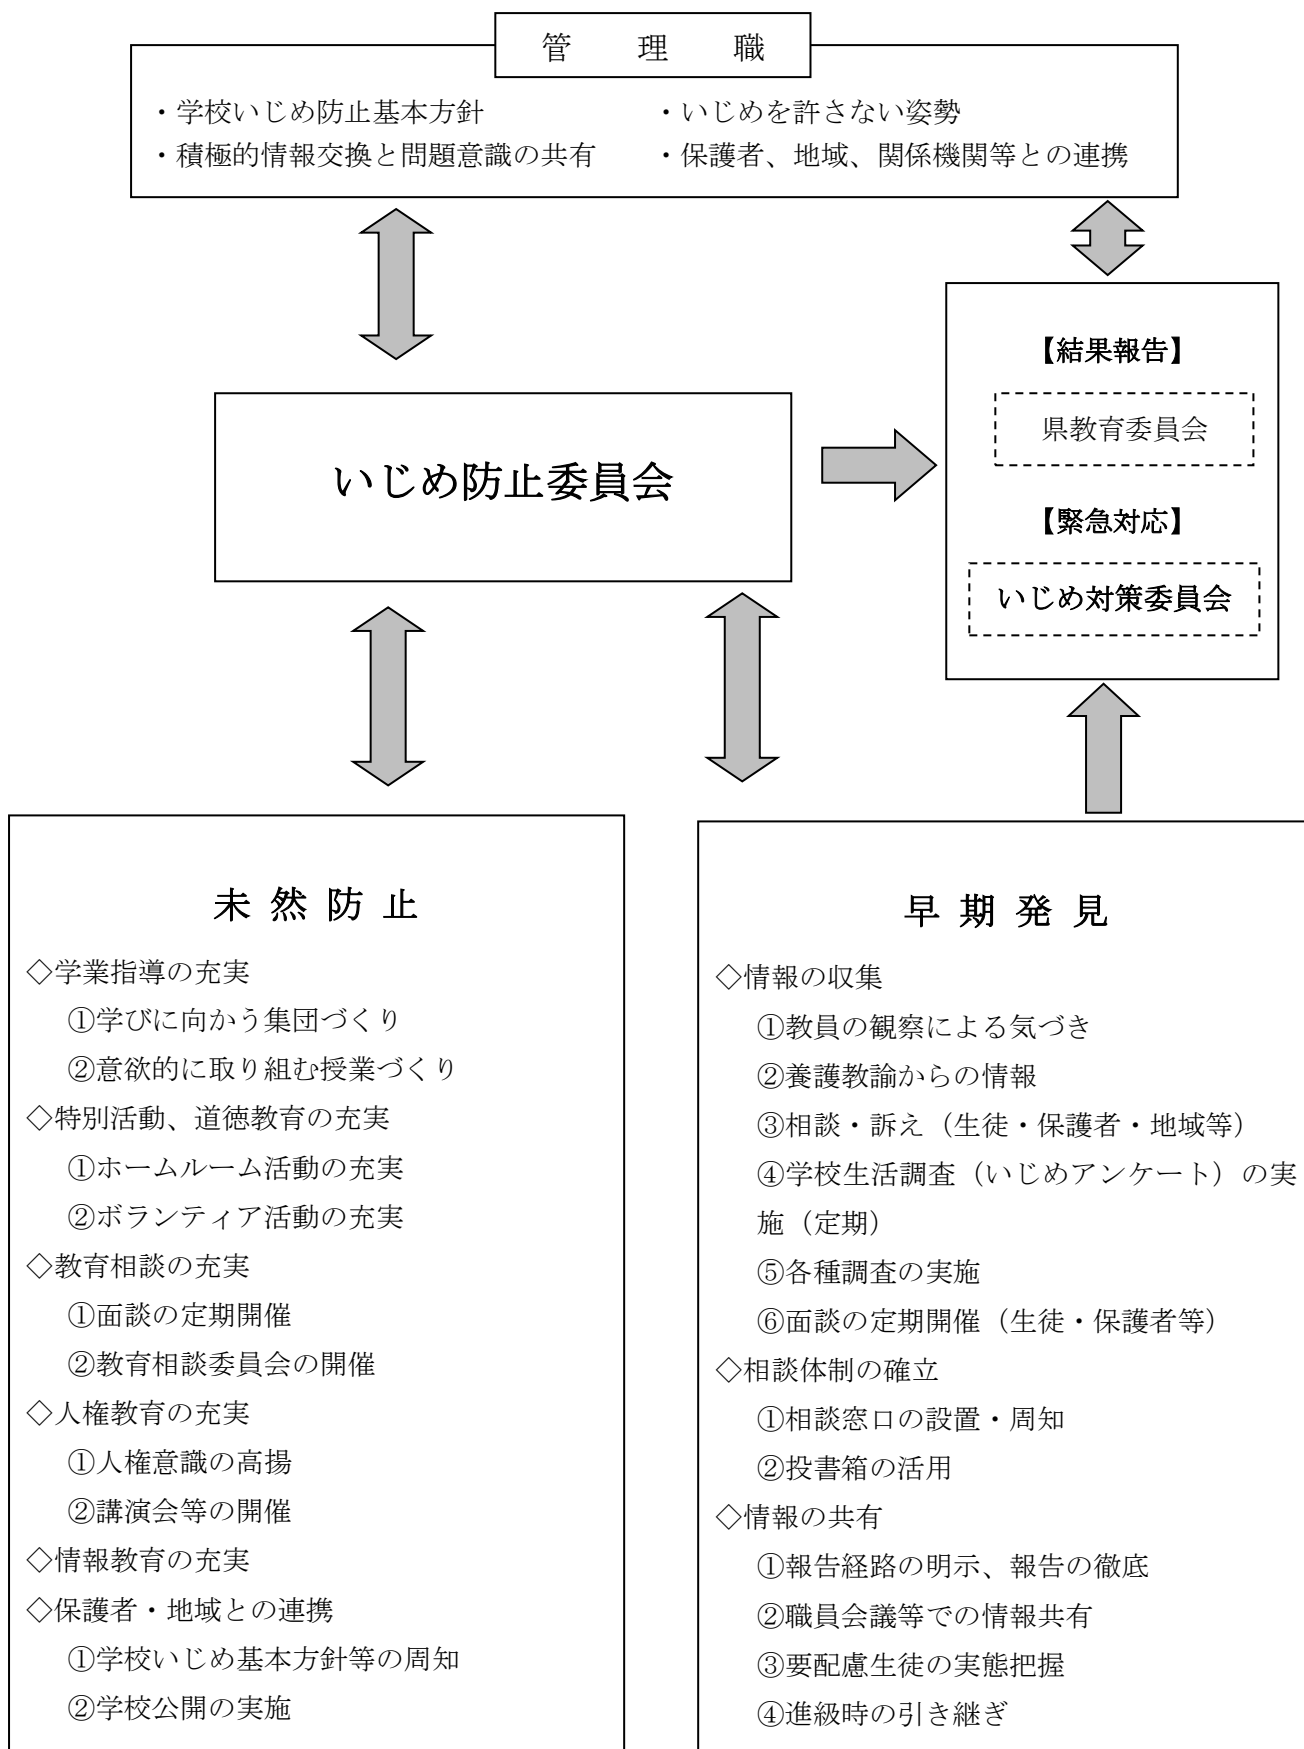 管理職
・学校いじめ防止基本方針
・いじめを許さない姿勢
・積極的情報交換と問題意識の共有
・保護者、地域、関係機関等との連携
いじめ防止委員会
【結果報告】
県教育委員会
【緊急対応】
いじめ対策委員会
未然防止
◇学業指導の充実
①学びに向かう集団づくり
②意欲的に取り組む授業づくり
◇特別活動、道徳教育の充実
①ホームルーム活動の充実
②ボランティア活動の充実
◇教育相談の充実
①面談の定期開催
②教育相談委員会の開催
◇人権教育の充実
①人権意識の高揚
②講演会等の開催
◇情報教育の充実
◇保護者・地域との連携
①学校いじめ基本方針等の周知
②学校公開の実施
早期発見
◇情報の収集
①教員の観察による気づき
②養護教諭からの情報
③相談・訴え（生徒・保護者・地域等）
④学校生活調査（いじめアンケート）の実
施（定期）
⑤各種調査の実施
⑥面談の定期開催（生徒・保護者等）
◇相談体制の確立
①相談窓口の設置・周知
②投書箱の活用
◇情報の共有
①報告経路の明示、報告の徹底
②職員会議等での情報共有
③要配慮生徒の実態把握
④進級時の引き継ぎ